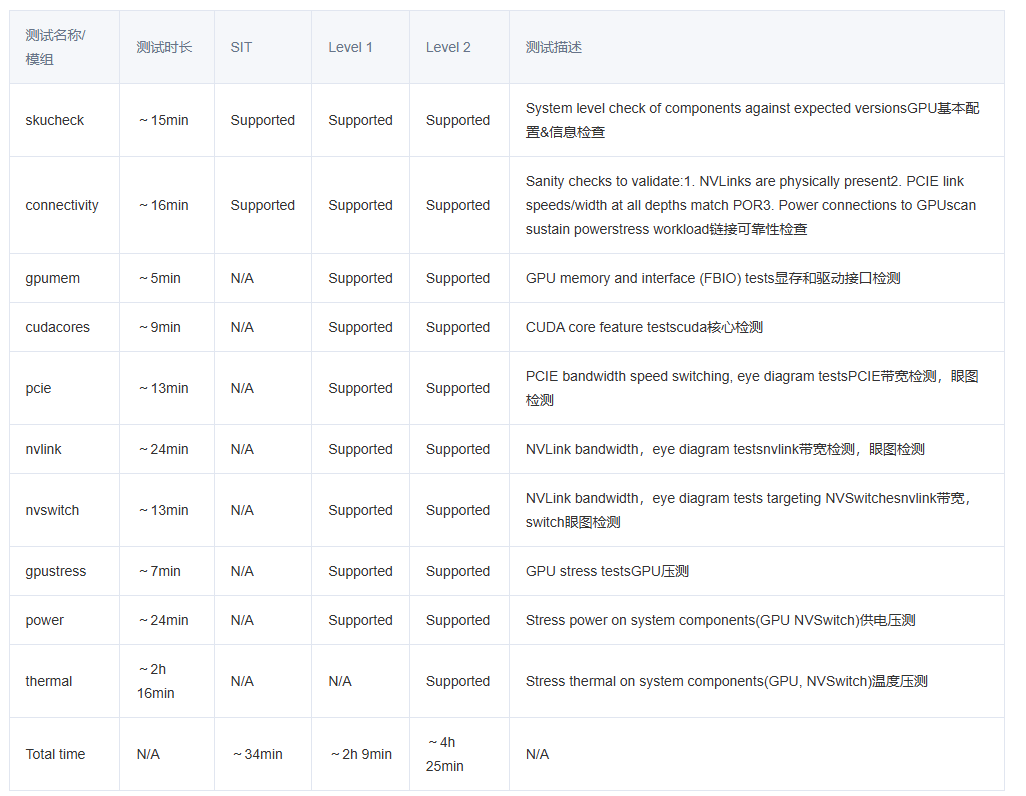 测试名称/
模组
测试时长
SIT
Level 1
Level 2
测试描述
skucheck
～15min
Supported
Supported
Supported
System level check of components against expected versionsGPU基本配
置&信息检查
connectivity
～16min
Supported
Supported
Supported
Sanity checks to validate:1. NVLinks are physically present2. PCIE link
speeds/width at all depths match POR3. Power connections to GPUscan
sustain powerstress workload链接可靠性检查
gpumem
～5min
N/A
Supported
Supported
GPU memory and interface (FBIO) tests显存和驱动接口检测
cudacores
～9min
N/A
Supported
Supported
CUDA core feature testscuda核心检测
pcie
～13min
N/A
Supported
Supported
PCIE bandwidth speed switching, eye diagram testsPCIE带宽检测，眼图
检测
nvlink
～24min
N/A
Supported
Supported
NVLink bandwidth，eye diagram testsnvlink带宽检测，眼图检测
nvswitch
～13min
N/A
Supported
Supported
NVLink bandwidth，eye diagram tests targeting NVSwitchesnvlink带宽，
switch眼图检测
gpustress
～7min
N/A
Supported
Supported
GPU stress testsGPU压测
power
～24min
N/A
Supported
Supported
Stress power on system components(GPU NVSwitch)供电压测
thermal
～2h
16min
N/A
N/A
Supported
Stress thermal on system components(GPU, NVSwitch)温度压测
Total time
N/A
～34min
～2h 9min
～4h
25min
N/A